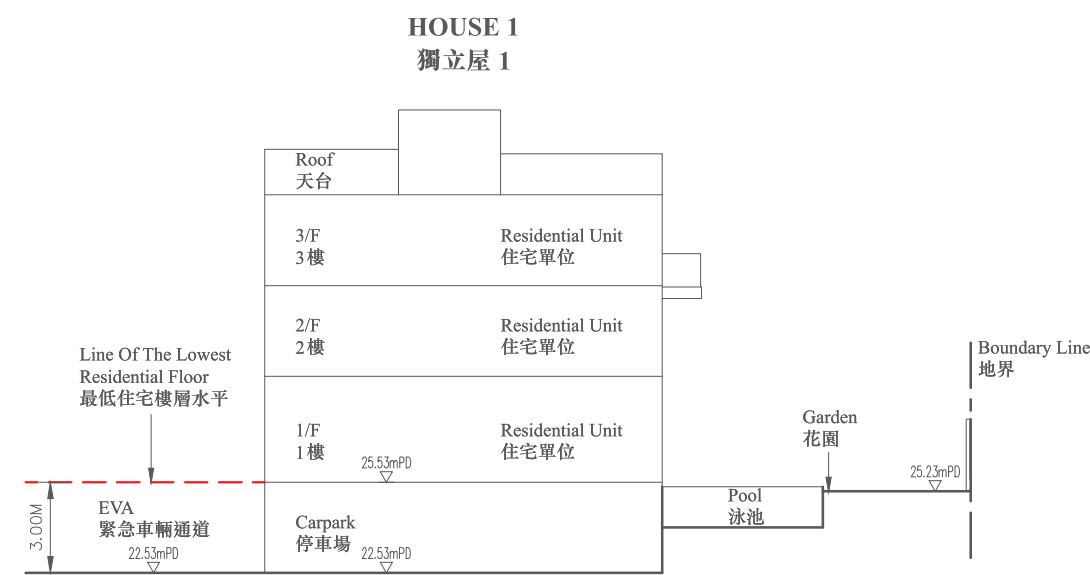 HOUSE 1
獨立屋 1
Roof
天台
3/F
3樓
Residential Unit
住宅單位
2/F
2樓
Residential Unit
住宅單位
Line Of The Lowest
Residential Floor
最低住宅樓層水平
Boundary Line
地界
1/F
1樓
Residential Unit
住宅單位
25.53mPD
Garden
花園
25.23mPD
3.00M
EVA
緊急車輛通道
22.53mPD
Carpark
停車場
22.53mPD
Pool
泳池